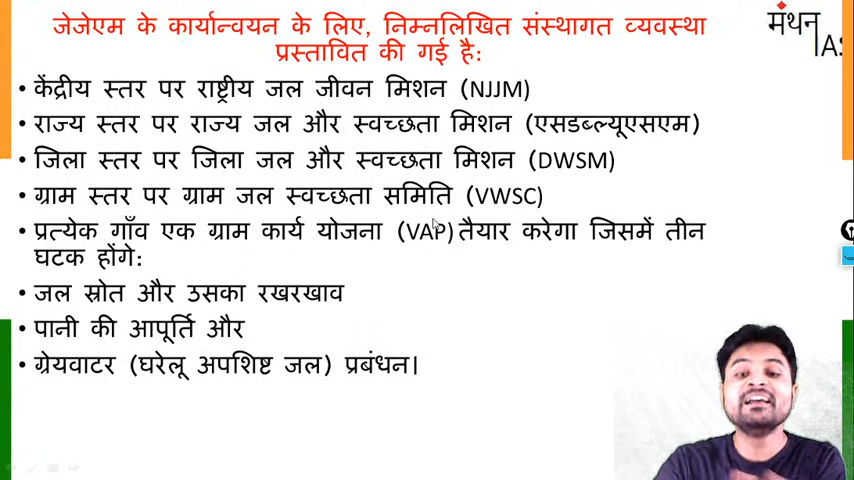 जेजेएम के कार्यान्वयन के लिए, निम्नलिखित संस्थागत व्यवस्था
प्रस्तावित की गई है:
मंथन
IAS
• केंद्रीय स्तर पर राष्ट्रीय जल जीवन मिशन (NJJM)
• राज्य स्तर पर राज्य जल और स्वच्छता मिशन (एसडब्ल्यूएसएम)
• जिला स्तर पर जिला जल और स्वच्छता मिशन (DWSM)
• ग्राम स्तर पर ग्राम जल स्वच्छता समिति (VWSC)
• प्रत्येक गाँव एक ग्राम कार्य योजना (VAP) तैयार करेगा जिसमें तीन
घटक होंगे:
• जल स्रोत और उसका रखरखाव
• पानी की आपूर्ति और
• ग्रेयवाटर (घरेलू अपशिष्ट जल) प्रबंधन।